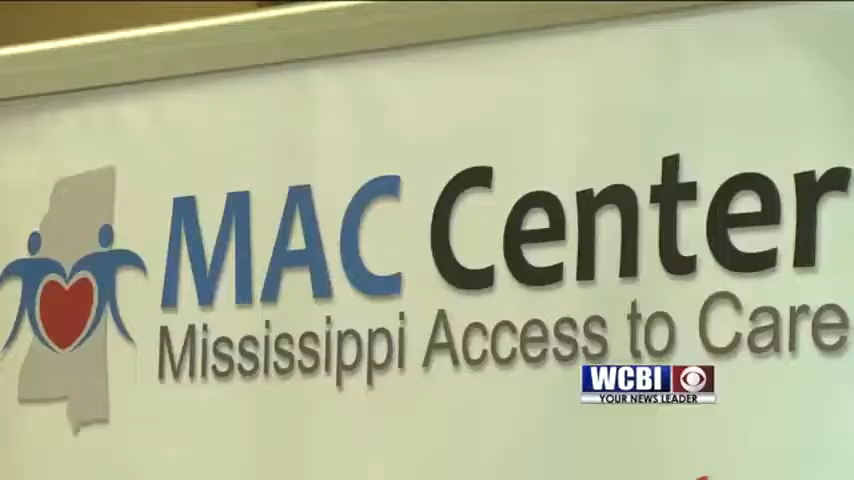 MAC Center
Mississippi Access to Care
WCBI
YOUR NEWS LEADER